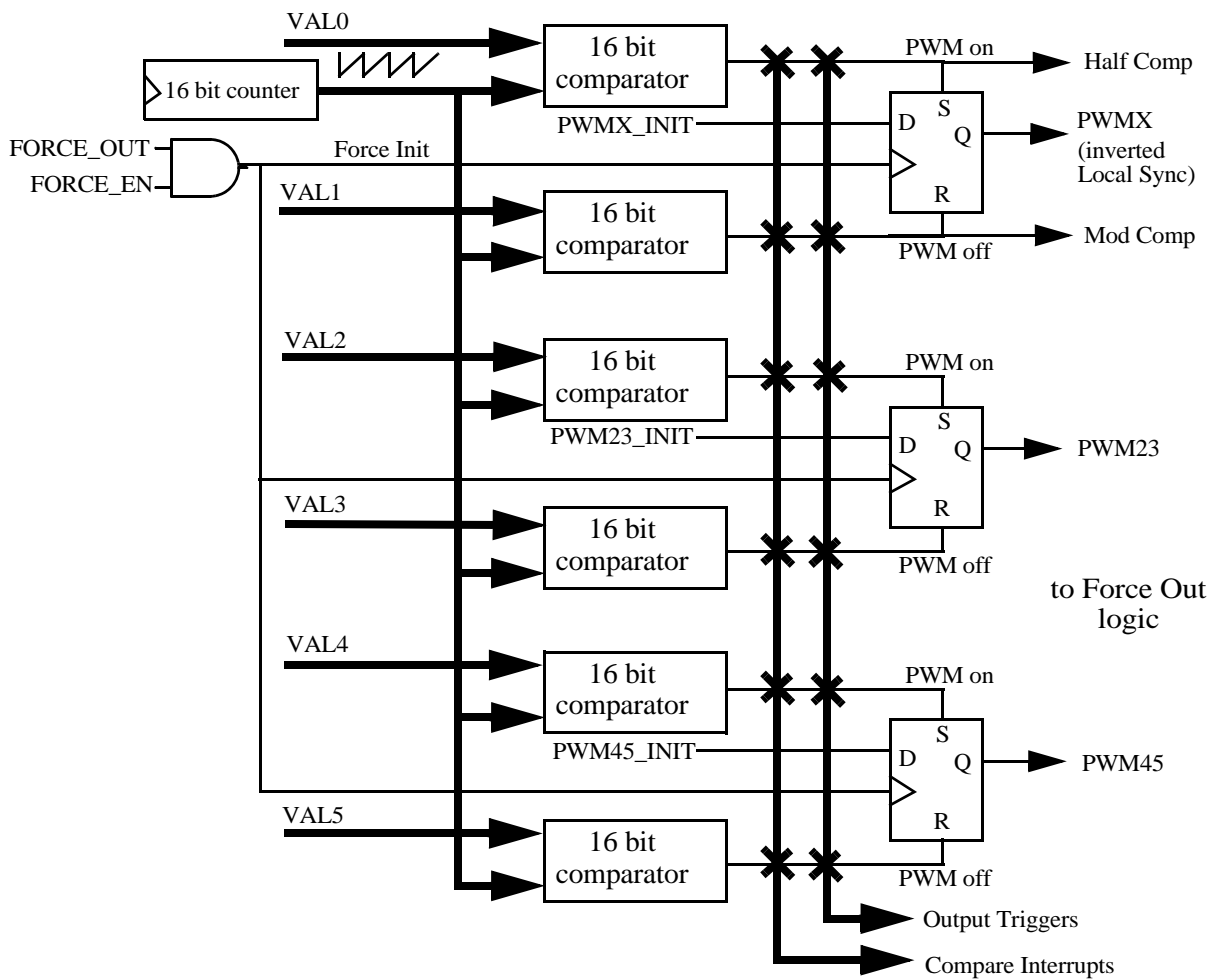 VAL0
16 bit
comparator
PWM on
Half Comp
16 bit counter
PWMX_INIT
D
S
Q
R
PWMX
(inverted
Local Sync)
FORCE_OUT
FORCE_EN
Force Init
VAL1
16 bit
comparator
PWM off
Mod Comp
VAL2
16 bit
comparator
PWM on
PWM23_INIT
D
S
Q
R
PWM23
VAL3
16 bit
comparator
PWM off
to Force Out
logic
VAL4
16 bit
comparator
PWM on
PWM45_INIT
D
S
Q
R
PWM45
VAL5
16 bit
comparator
PWM off
Output Triggers
Compare Interrupts